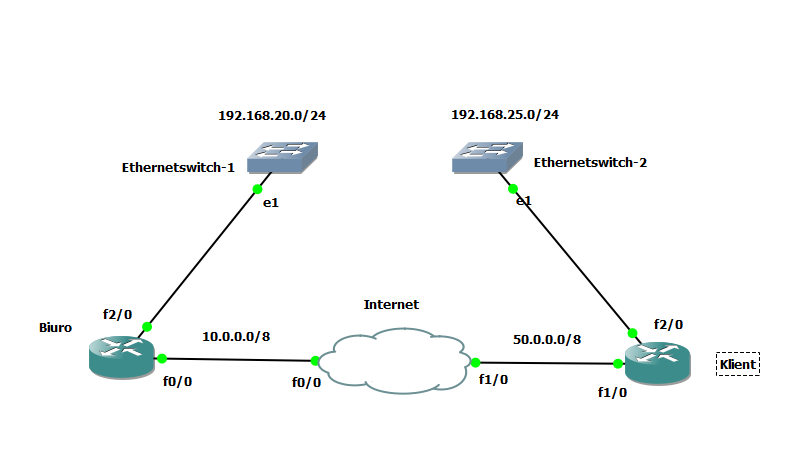 192.168.20.0/24
192.168.25.0/24
Ethernetswitch-1
Ethernetswitch-2
e1
e1
f2/0
Biuro
10.0.0.0/8
Internet
50.0.0.0/8
f2/0
Klient
f0/0
f0/0
f1/0
f1/0